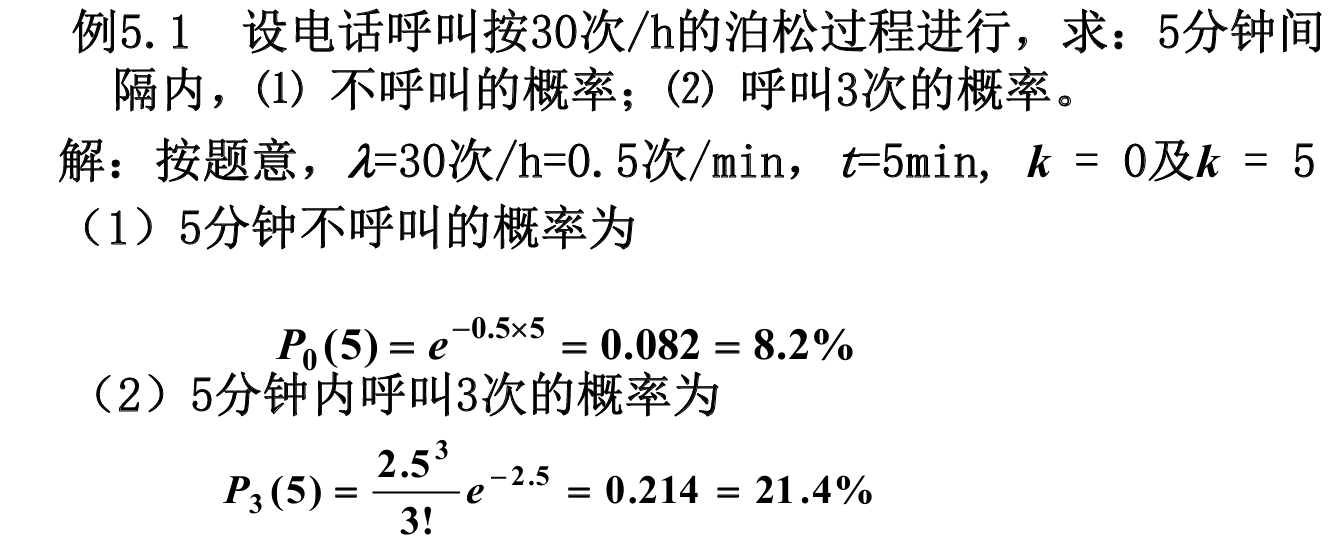 例5.1 设电话呼叫按30次/h的泊松过程进行，求：5分钟间
隔内，⑴ 不呼叫的概率；⑵ 呼叫3次的概率。
解：按题意，λ=30次/h=0.5次/min，t=5min, k = 0及k = 5
（1）5分钟不呼叫的概率为
P₀(5) = e^{−0.5×5} = 0.082 = 8.2%
（2）5分钟内呼叫3次的概率为
P₃(5) = \frac{2.5^3}{3!} e^{−2.5} = 0.214 = 21.4%